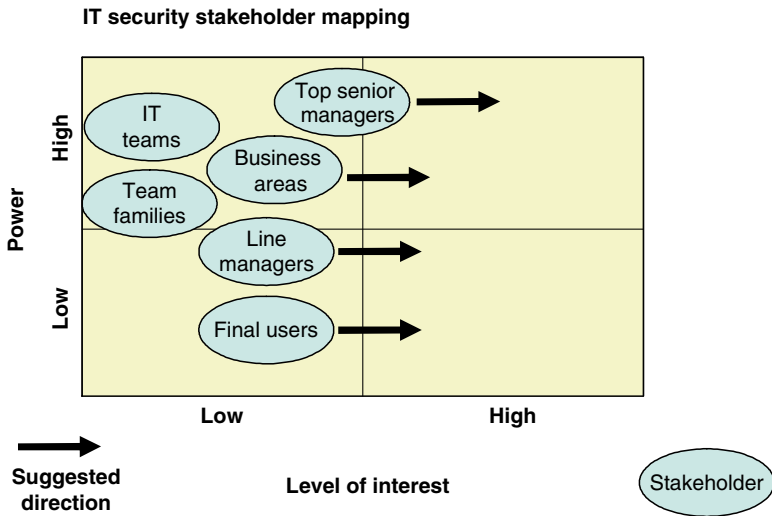 IT security stakeholder mapping
Top senior
managers
IT
teams
Business
areas
Team
families
Line
managers
Final users
High
Power
Low
Low
High
Suggested
direction
Level of interest
Stakeholder